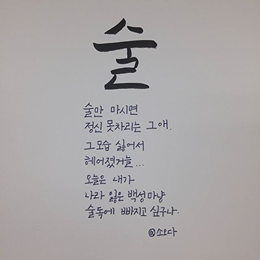 술
술만 마시면
정신 못차리는 그애.
그모습 싫어서
헤어졌거늘...
오늘은 내가
나라 잃은 백성마냥
술독에 빠지고 싶구나.
@소오다